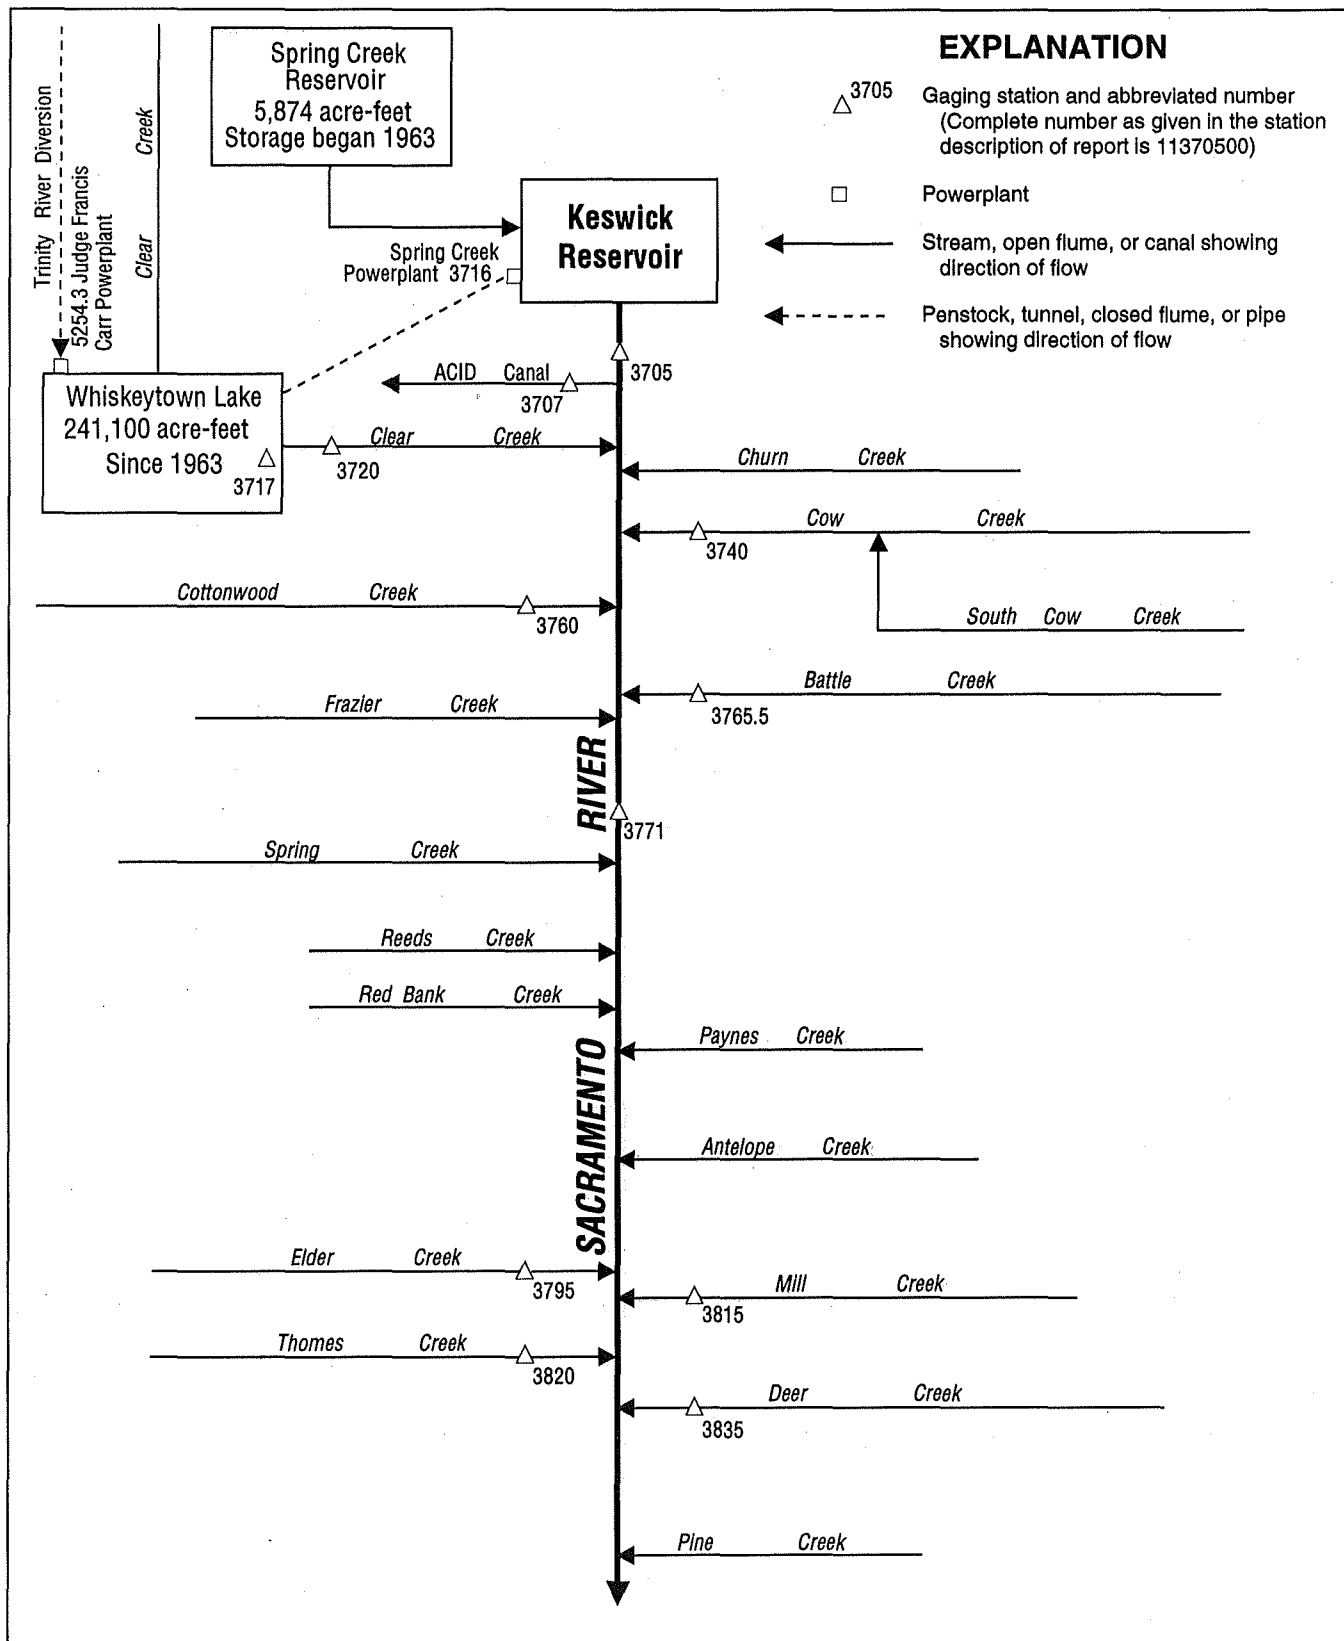 EXPLANATION
3705
Gaging station and abbreviated number
(Complete number as given in the station
description of report is 11370500)
Powerplant
Stream, open flume, or canal showing
direction of flow
Penstock, tunnel, closed flume, or pipe
showing direction of flow
Trinity River Diversion
5254.3 Judge Francis
Carr Powerplant
Clear Creek
Spring Creek
Reservoir
5,874 acre-feet
Storage began 1963
Keswick
Reservoir
Spring Creek
Powerplant 3716
3705
ACID Canal
3707
Whiskeytown Lake
241,100 acre-feet
Since 1963
3717
Clear Creek
3720
Churn Creek
Cow Creek
3740
Cottonwood Creek
3760
South Cow Creek
Battle Creek
3765.5
Frazier Creek
SACRAMENTO RIVER
3771
Spring Creek
Reeds Creek
Red Bank Creek
Paynes Creek
Antelope Creek
Elder Creek
3795
Mill Creek
3815
Thomes Creek
3820
Deer Creek
3835
Pine Creek